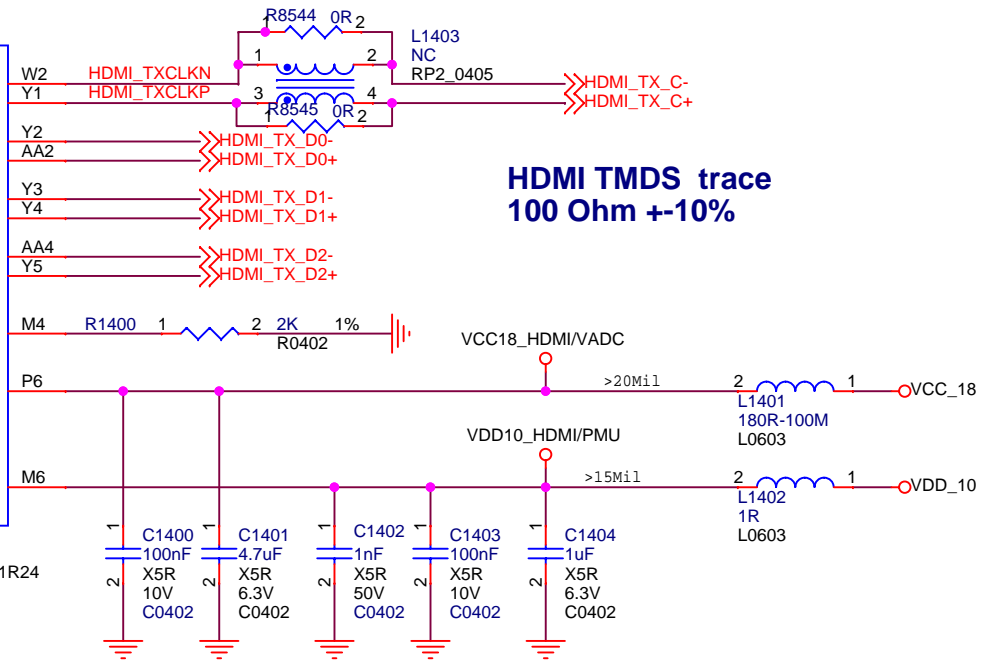 R8544 0R
1 2
L1403
NC
RP2_0405
1 2
W2 HDMI_TXCLKN
HDMI_TX_C-
Y1 HDMI_TXCLKP
3 4
HDMI_TX_C+
R8545 0R
1 2
Y2 HDMI_TX_D0-
AA2 HDMI_TX_D0+
HDMI TMDS trace
100 Ohm +-10%
Y3 HDMI_TX_D1-
Y4 HDMI_TX_D1+
AA4 HDMI_TX_D2-
Y5 HDMI_TX_D2+
M4 R1400 1 2 2K 1%
R0402
VCC18_HDMI/VADC
P6 >20Mil 2 1 VCC_18
L1401
180R-100M
L0603
VDD10_HDMI/PMU
M6 >15Mil 2 1 VDD_10
L1402
1R
L0603
1 2
C1400
100nF
X5R
10V
C0402
1 2
C1401
4.7uF
X5R
6.3V
C0402
1 2
C1402
1nF
X5R
50V
C0402
1 2
C1403
100nF
X5R
10V
C0402
1 2
C1404
1uF
X5R
6.3V
C0402
1R24